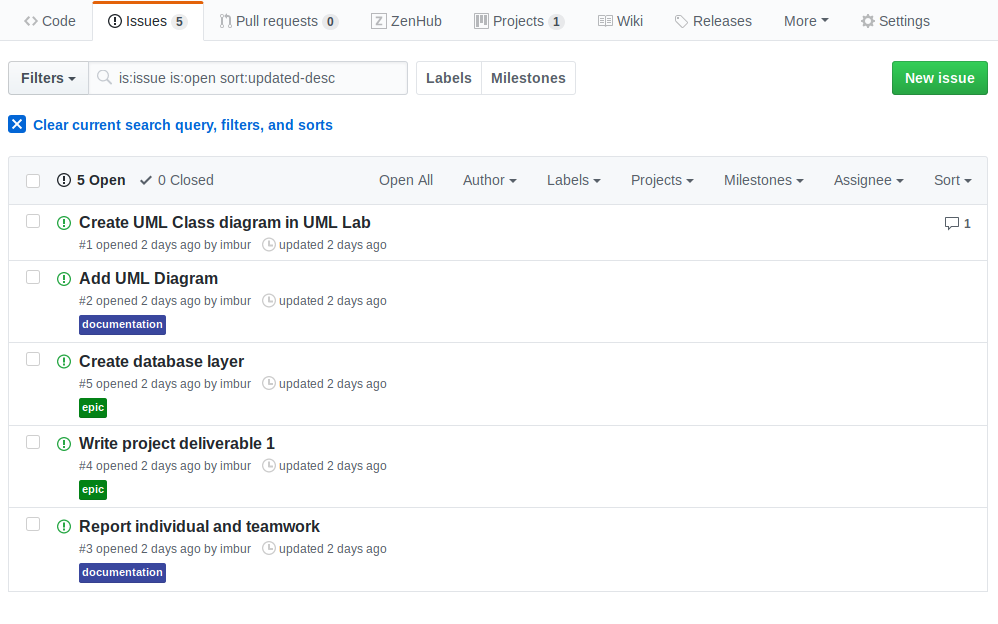 Code Issues 5 Pull requests 0 ZenHub Projects 1 Wiki Releases More Settings
Filters is:issue is:open sort:updated-desc Labels Milestones New issue
Clear current search query, filters, and sorts
5 Open 0 Closed Open All Author Labels Projects Milestones Assignee Sort
Create UML Class diagram in UML Lab 1
#1 opened 2 days ago by imbur updated 2 days ago
Add UML Diagram
#2 opened 2 days ago by imbur updated 2 days ago
documentation
Create database layer
#5 opened 2 days ago by imbur updated 2 days ago
epic
Write project deliverable 1
#4 opened 2 days ago by imbur updated 2 days ago
epic
Report individual and teamwork
#3 opened 2 days ago by imbur updated 2 days ago
documentation